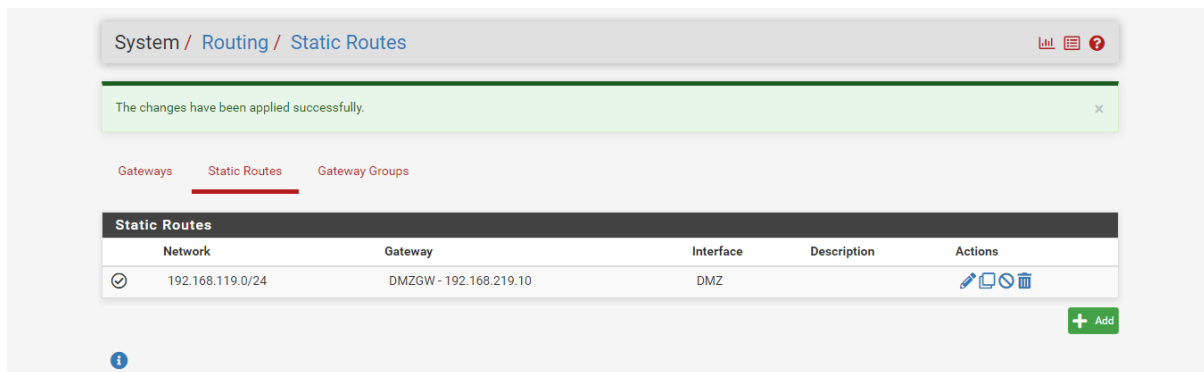 System / Routing / Static Routes
The changes have been applied successfully.
×
Gateways Static Routes Gateway Groups
Static Routes
Network Gateway Interface Description Actions
192.168.119.0/24 DMZGW - 192.168.219.10 DMZ
+ Add